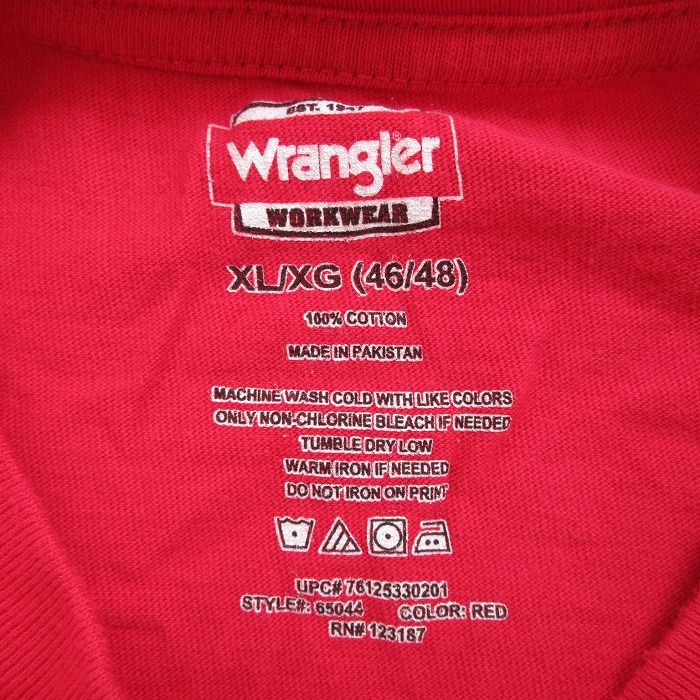 EST. 1947
Wrangler®
WORKWEAR
XL/XG (46/48)
100% COTTON
MADE IN PAKISTAN
MACHINE WASH COLD WITH LIKE COLORS
ONLY NON-CHLORINE BLEACH IF NEEDED
TUMBLE DRY LOW
WARM IRON IF NEEDED
DO NOT IRON ON PRINT
UPC# 76125330201
STYLE#: 65044 COLOR: RED
RN# 123187